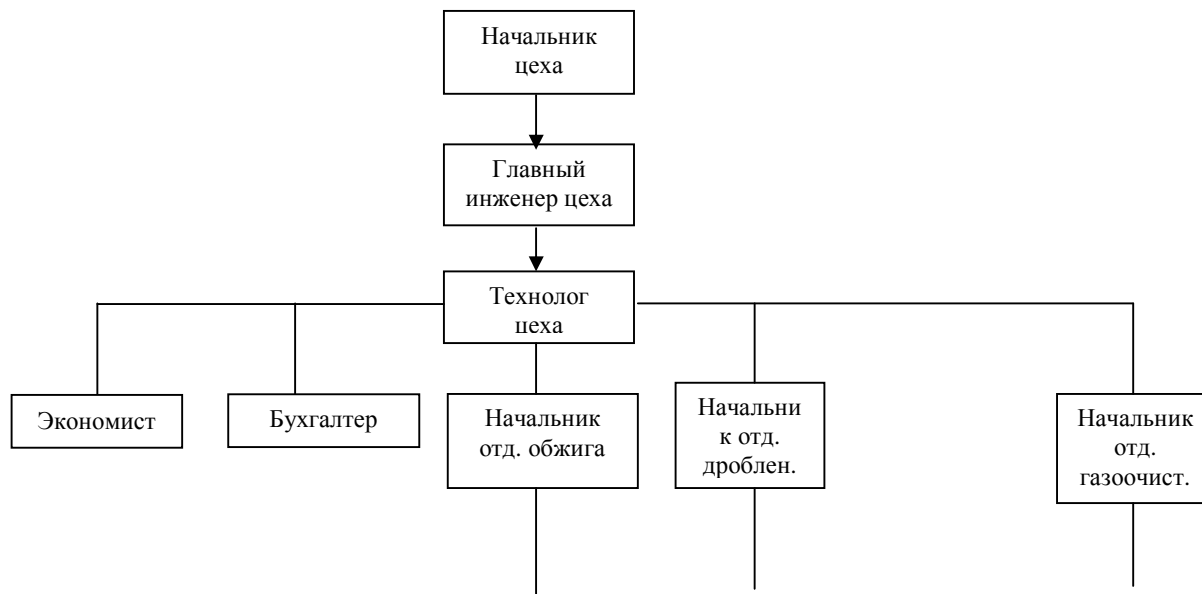 Начальник
цеха
Главный
инженер цеха
Технолог
цеха
Экономист
Бухгалтер
Начальник
отд. обжига
Начальни
к отд.
дроблен.
Начальник
отд.
газоочист.